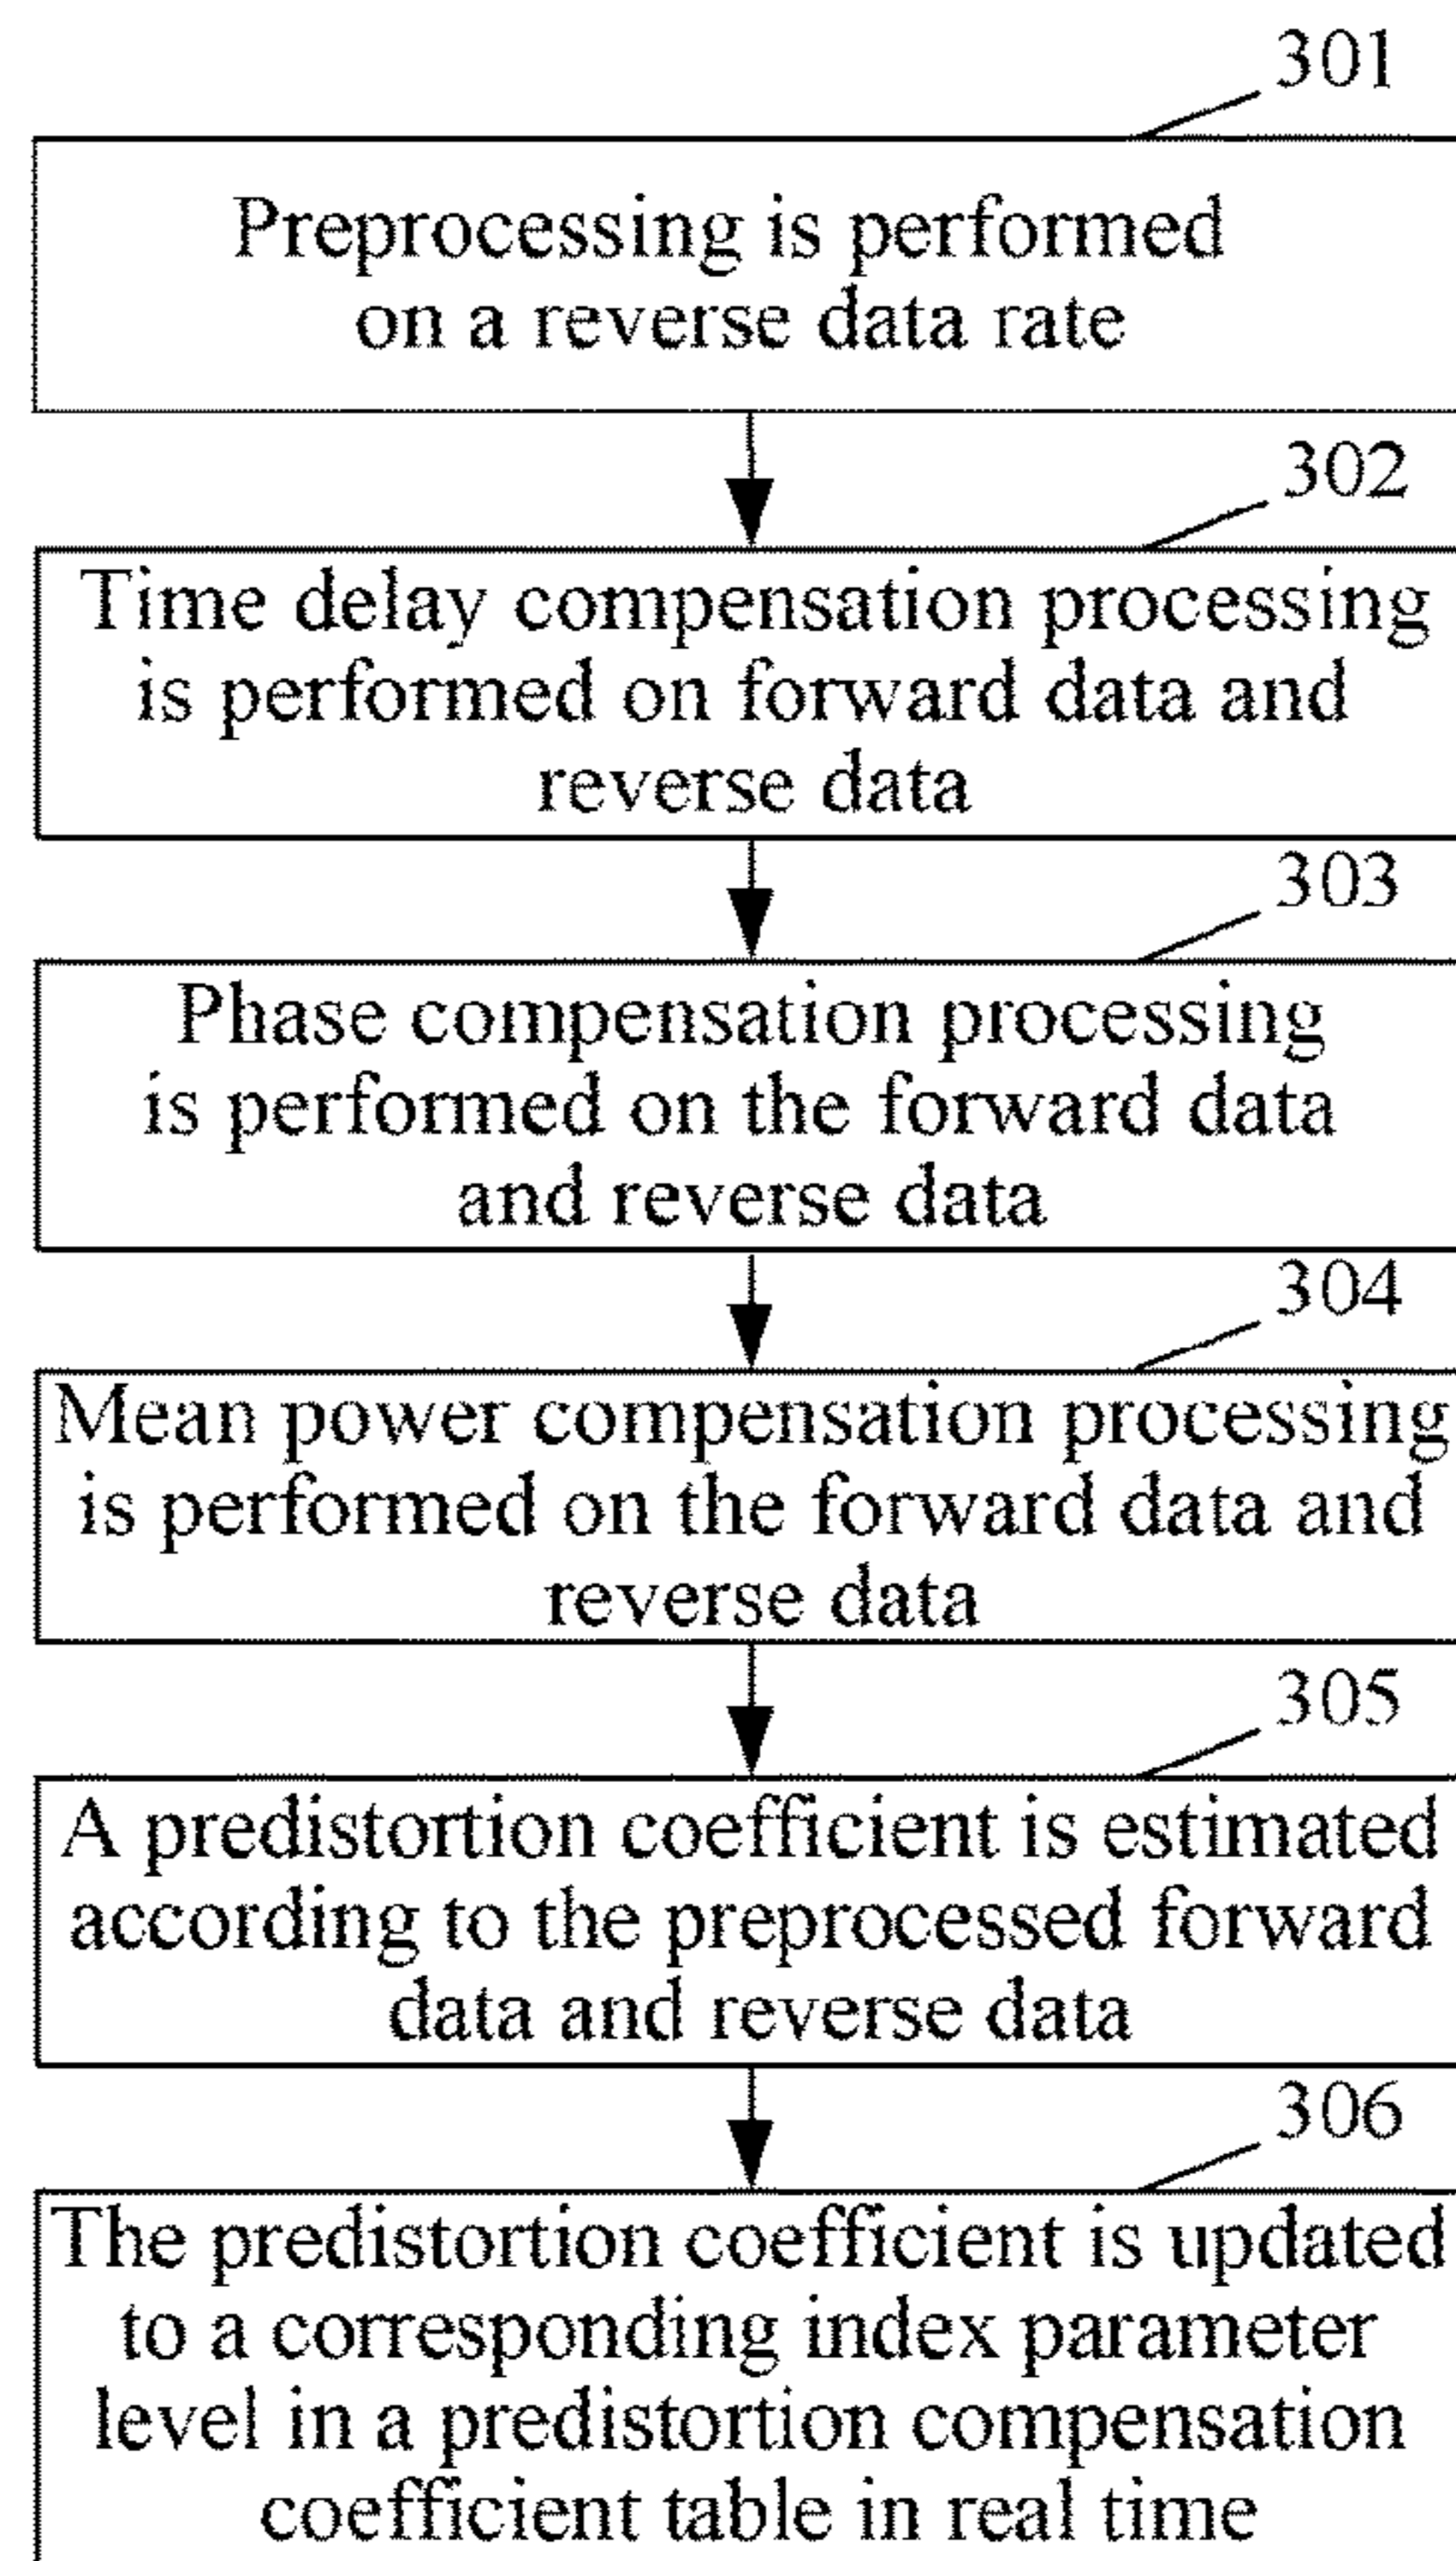 301
Preprocessing is performed
on a reverse data rate
302
Time delay compensation processing
is performed on forward data and
reverse data
303
Phase compensation processing
is performed on the forward data
and reverse data
304
Mean power compensation processing
is performed on the forward data and
reverse data
305
A predistortion coefficient is estimated
according to the preprocessed forward
data and reverse data
306
The predistortion coefficient is updated
to a corresponding index parameter
level in a predistortion compensation
coefficient table in real time